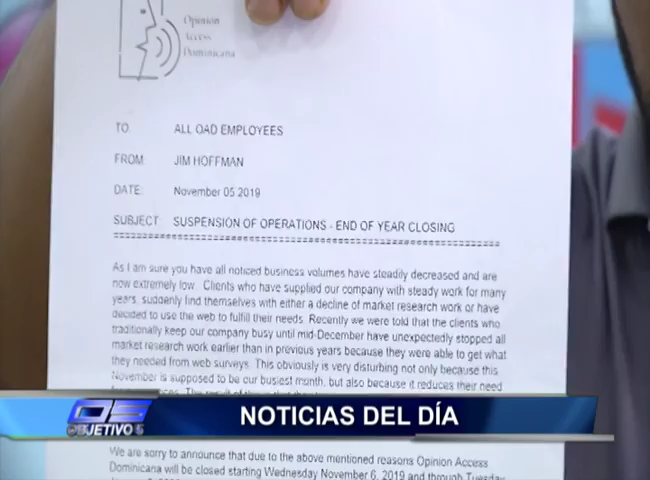 Opinion
Access
Dominicana
TO: ALL OAD EMPLOYEES
FROM: JIM HOFFMAN
DATE: November 05 2019
SUBJECT: SUSPENSION OF OPERATIONS - END OF YEAR CLOSING
As I am sure you have all noticed business volumes have steadily decreased and are
now extremely low. Clients who have supplied our company with steady work for many
years, suddenly find themselves with either a decline of market research work or have
decided to use the web to fulfill their needs. Recently we were told that the clients who
traditionally keep our company busy until mid-December have unexpectedly stopped all
market research work earlier than in previous years because they were able to get what
they needed from web surveys. This obviously is very disturbing not only because this
November is supposed to be our busiest month, but also because it reduces their need
OBJETIVO 5
NOTICIAS DEL DÍA
We are sorry to announce that due to the above mentioned reasons Opinion Access
Dominicana will be closed starting Wednesday November 6, 2019 and through Tuesday